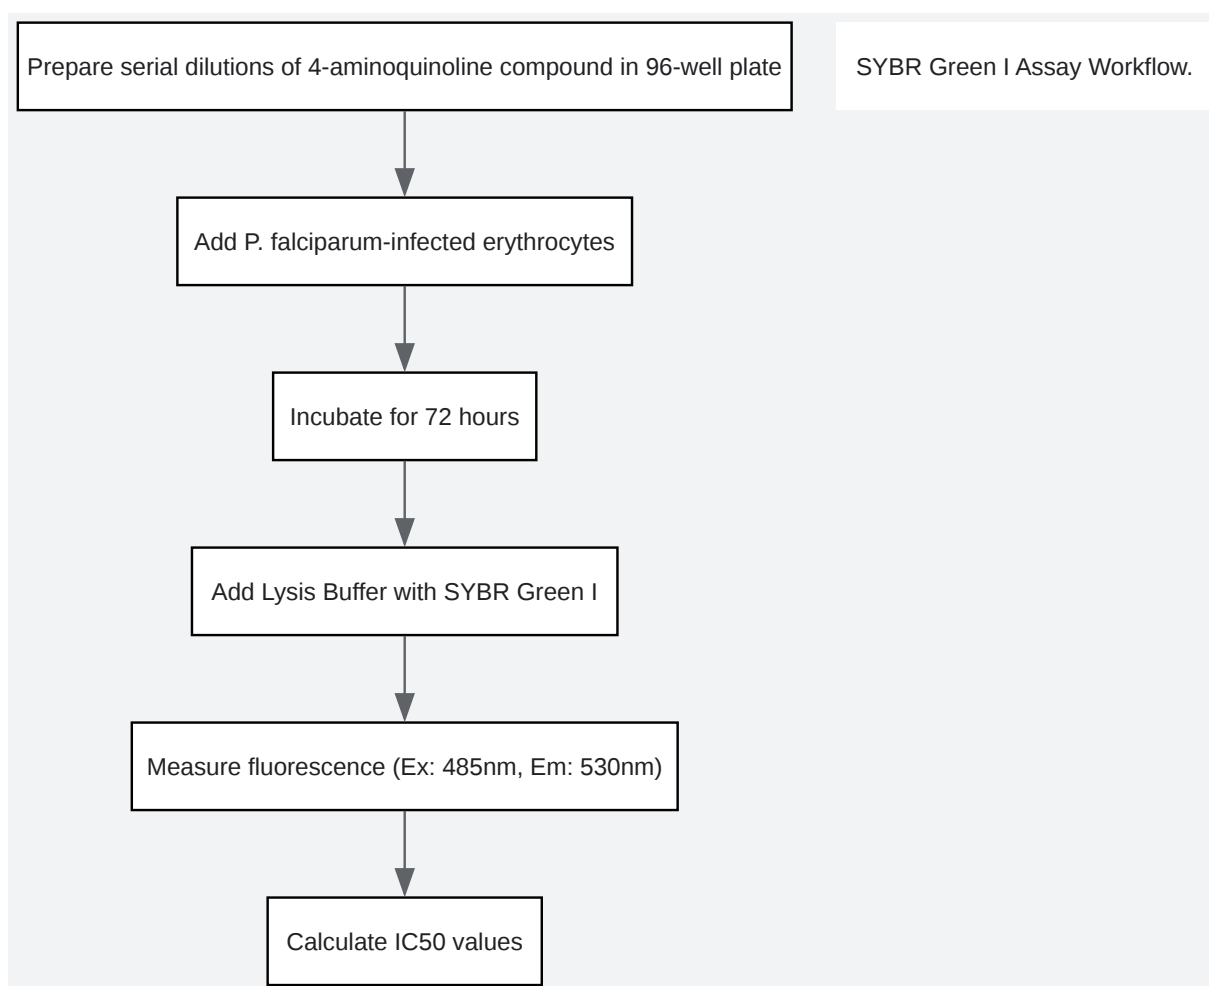 Prepare serial dilutions of 4-aminoquinoline compound in 96-well plate
SYBR Green I Assay Workflow.
Add P. falciparum-infected erythrocytes
Incubate for 72 hours
Add Lysis Buffer with SYBR Green I
Measure fluorescence (Ex: 485nm, Em: 530nm)
Calculate IC50 values